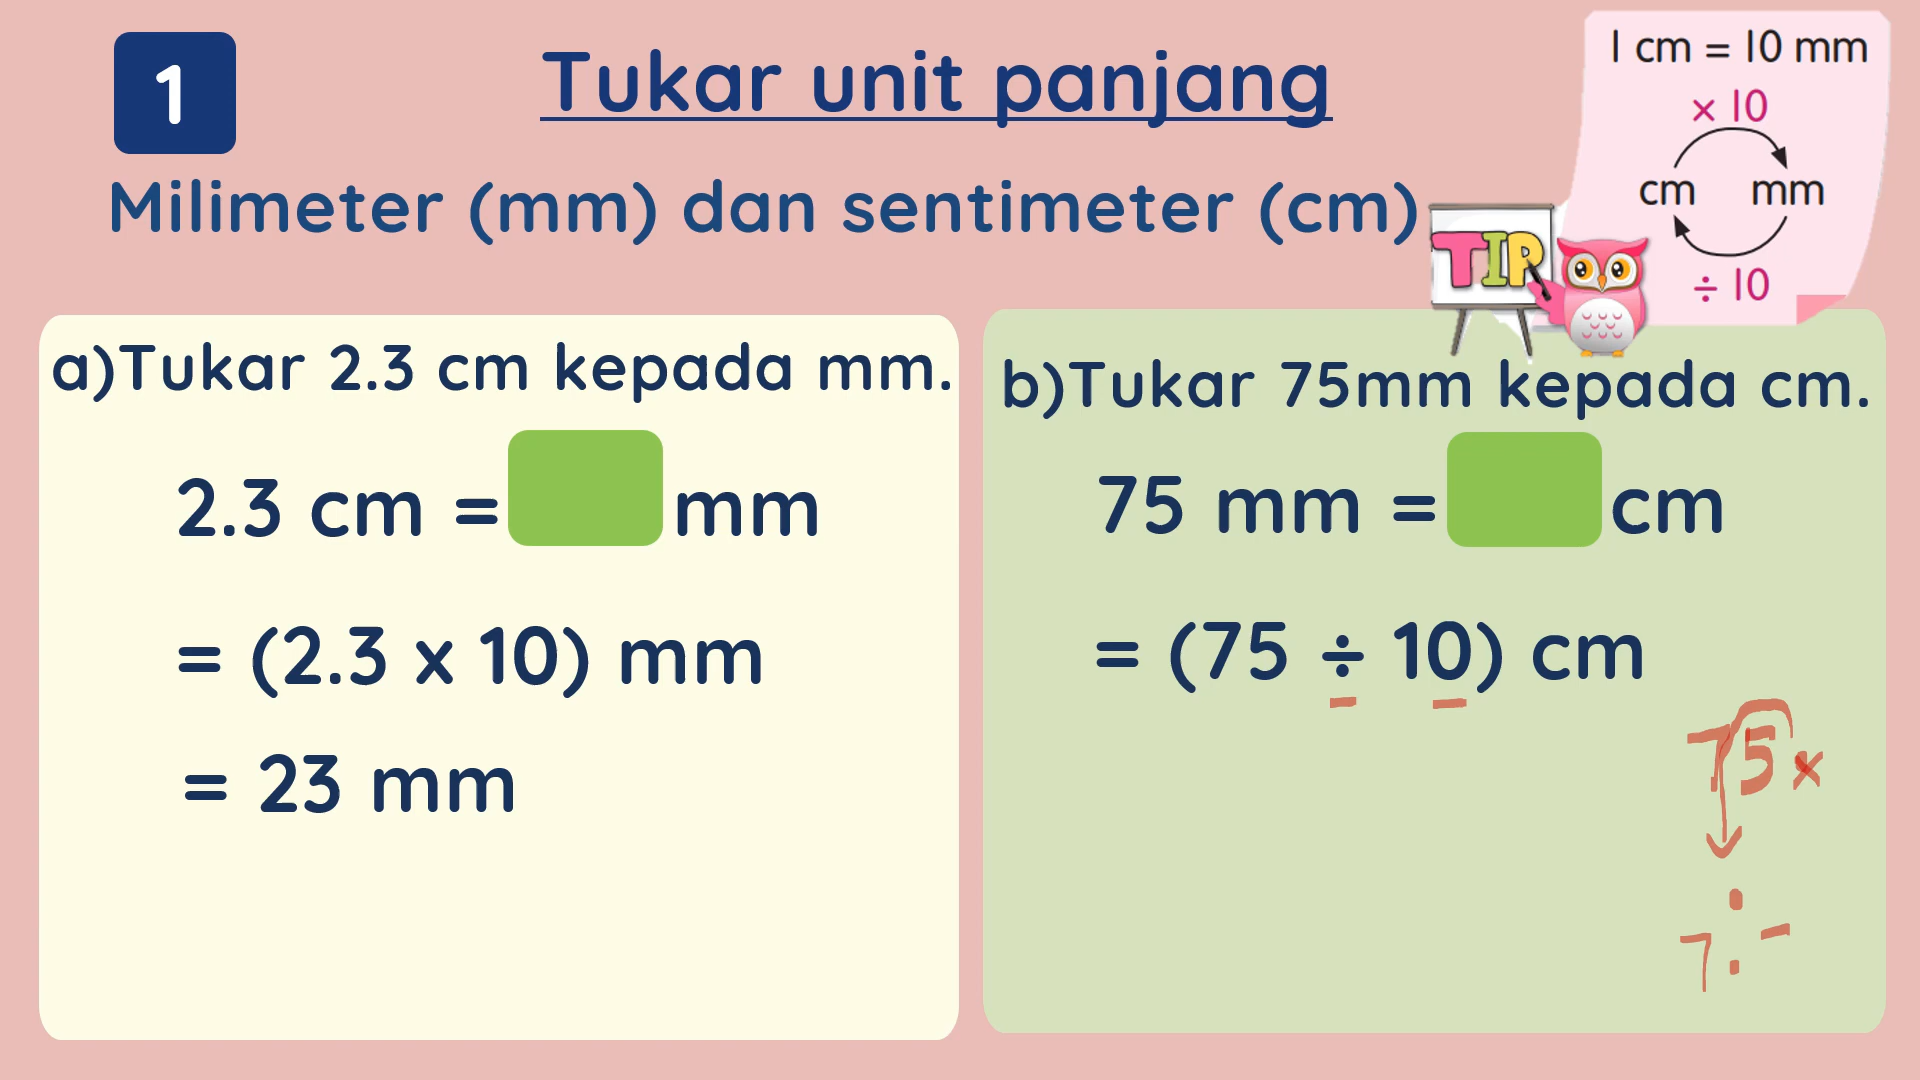 1
Tukar unit panjang
Milimeter (mm) dan sentimeter (cm)
1 cm = 10 mm
× 10
cm mm
÷ 10
TIP
a)Tukar 2.3 cm kepada mm.
2.3 cm = mm
= (2.3 x 10) mm
= 23 mm
b)Tukar 75mm kepada cm.
75 mm = cm
= (75 ÷ 10) cm
75x
7.